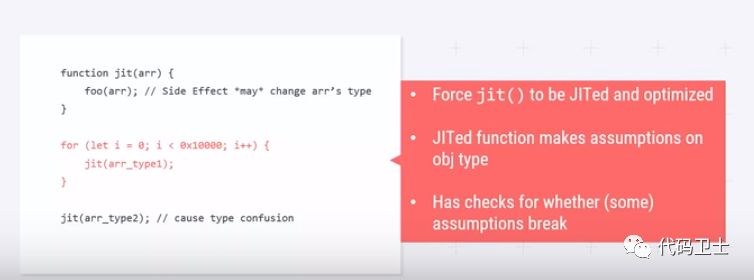 function jit(arr) {
foo(arr); // Side Effect *may* change arr's type
}
for (let i = 0; i < 0x10000; i++) {
jit(arr_type1);
}
jit(arr_type2); // cause type confusion
• Force jit() to be JITed and optimized
• JITed function makes assumptions on
obj type
• Has checks for whether (some)
assumptions break
代码卫士